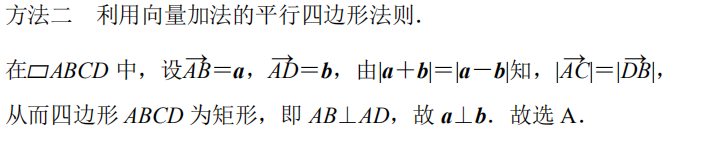 方法二　利用向量加法的平行四边形法则．
在▱ABCD 中，设$\overrightarrow{AB}$=a，$\overrightarrow{AD}$=b，由|a+b|=|a-b|知，|$\overrightarrow{AC}$|=|$\overrightarrow{DB}$|，
从而四边形 ABCD 为矩形，即 AB⊥AD，故 a⊥b．故选 A．